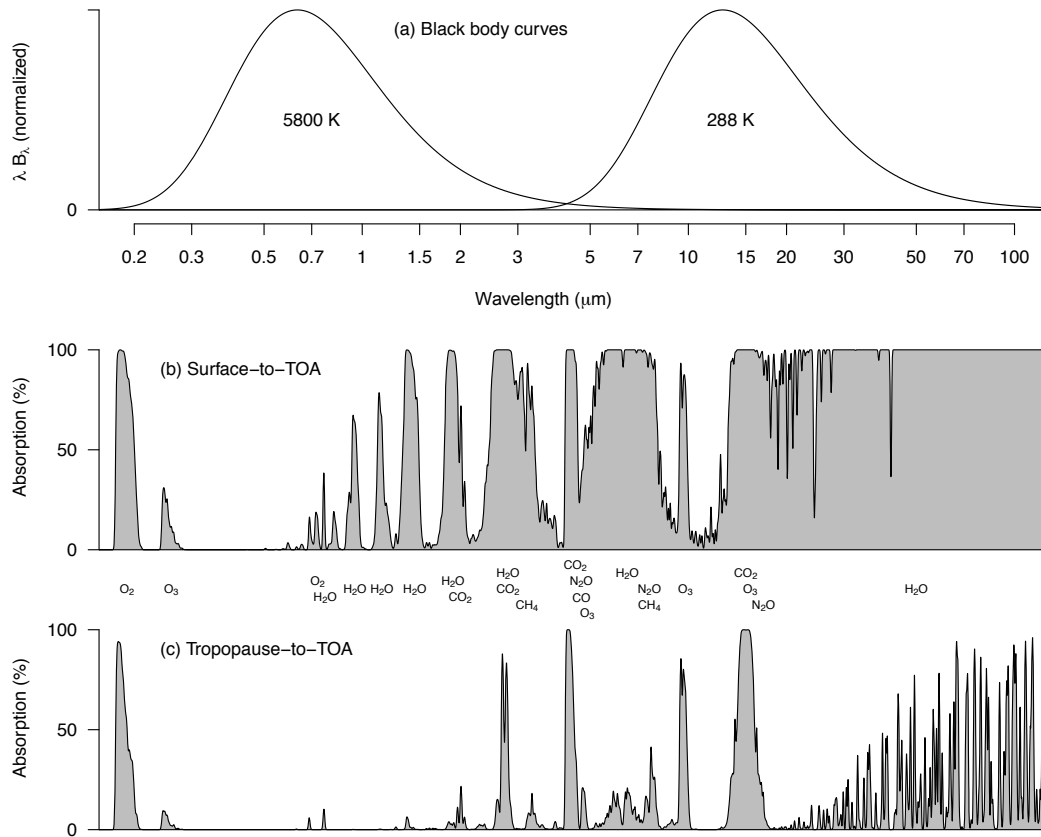 (a) Black body curves
λ Bλ (normalized)
5800 K
288 K
0
0.2 0.3 0.5 0.7 1 1.5 2 3 5 7 10 15 20 30 50 70 100
Wavelength (μm)
(b) Surface−to−TOA
Absorption (%)
100
50
0
O2 O3 O2 H2O H2O H2O H2O H2O CO2 H2O CO2 CH4 CO2 N2O CO O3 H2O N2O CH4 O3 CO2 O3 N2O H2O
(c) Tropopause−to−TOA
Absorption (%)
100
50
0